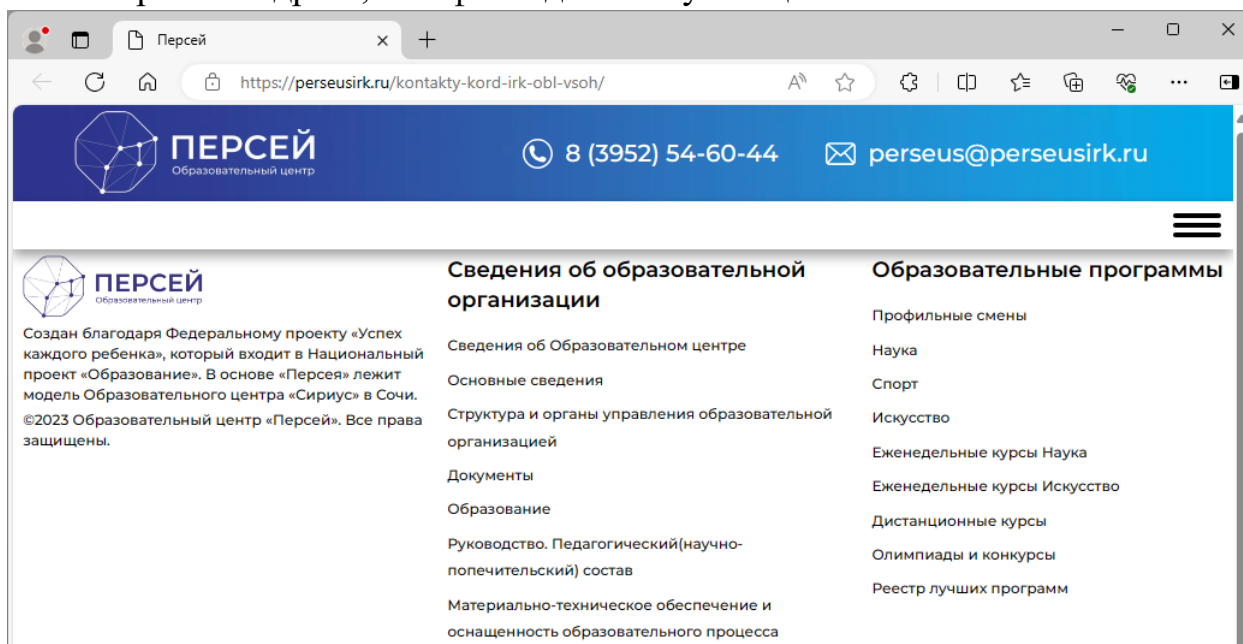 Персей
https://perseusirk.ru/kontakty-kord-irk-obl-vsoh/
ПЕРСЕЙ
Образовательный центр
8 (3952) 54-60-44
perseus@perseusirk.ru
ПЕРСЕЙ
Образовательный центр
Создан благодаря Федеральному проекту «Успех
каждого ребенка», который входит в Национальный
проект «Образование». В основе «Персея» лежит
модель Образовательного центра «Сириус» в Сочи.
©2023 Образовательный центр «Персей». Все права
защищены.
Сведения об образовательной
организации
Сведения об Образовательном центре
Основные сведения
Структура и органы управления образовательной
организацией
Документы
Образование
Руководство. Педагогический(научно-
попечительский) состав
Материально-техническое обеспечение и
оснащенность образовательного процесса
Образовательные программы
Профильные смены
Наука
Спорт
Искусство
Еженедельные курсы Наука
Еженедельные курсы Искусство
Дистанционные курсы
Олимпиады и конкурсы
Реестр лучших программ